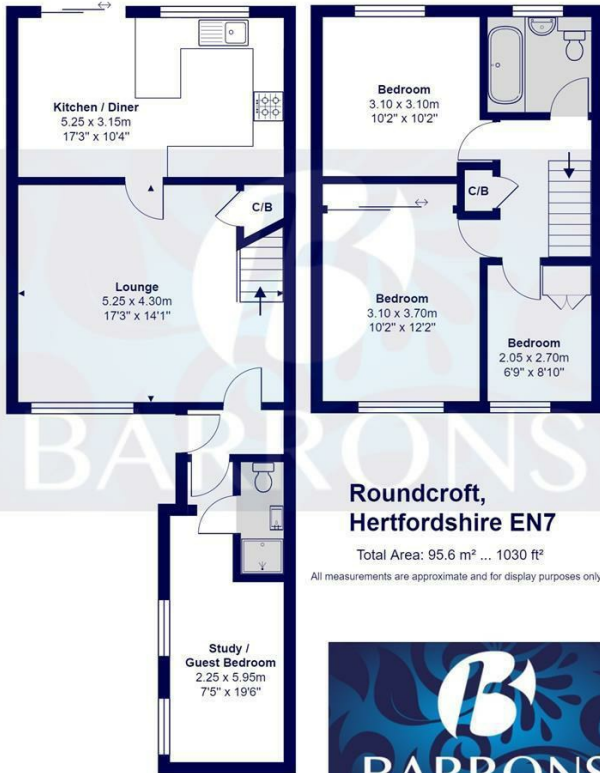 Kitchen / Diner
5.25 x 3.15m
17'3" x 10'4"
C/B
Lounge
5.25 x 4.30m
17'3" x 14'1"
Bedroom
3.10 x 3.10m
10'2" x 10'2"
C/B
Bedroom
3.10 x 3.70m
10'2" x 12'2"
Bedroom
2.05 x 2.70m
6'9" x 8'10"
B
BARRONS
Study /
Guest Bedroom
2.25 x 5.95m
7'5" x 19'6"
Roundcroft,
Hertfordshire EN7
Total Area: 95.6 m² ... 1030 ft²
All measurements are approximate and for display purposes only
B
BARRONS